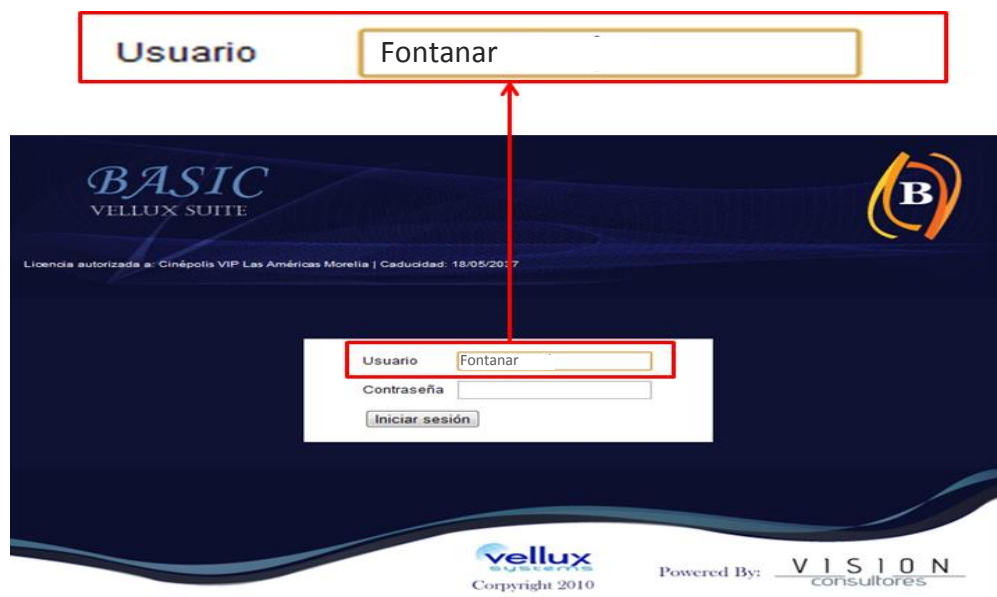 Usuario Fontanar
BASIC
VELLUX SUITE
B
Licencia autorizada a: Cinépolis VIP Las Américas Morelia | Caducidad: 18/05/2037
Usuario Fontanar
Contraseña
Iniciar sesión
vellux
systems
Corpyright 2010
Powered By: VISION
consultores